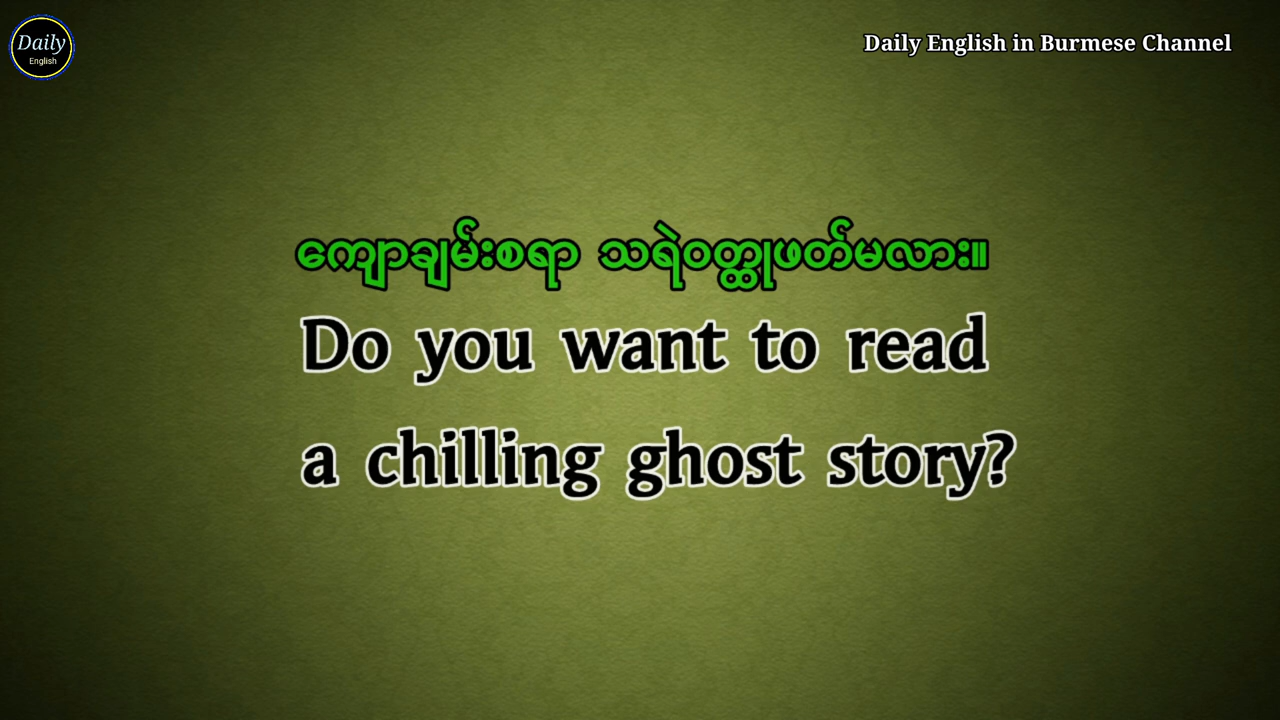 Daily
English
Daily English in Burmese Channel
ကျောချမ်းစရာ သရဲဝတ္ထုဖတ်မလား။
Do you want to read
a chilling ghost story?